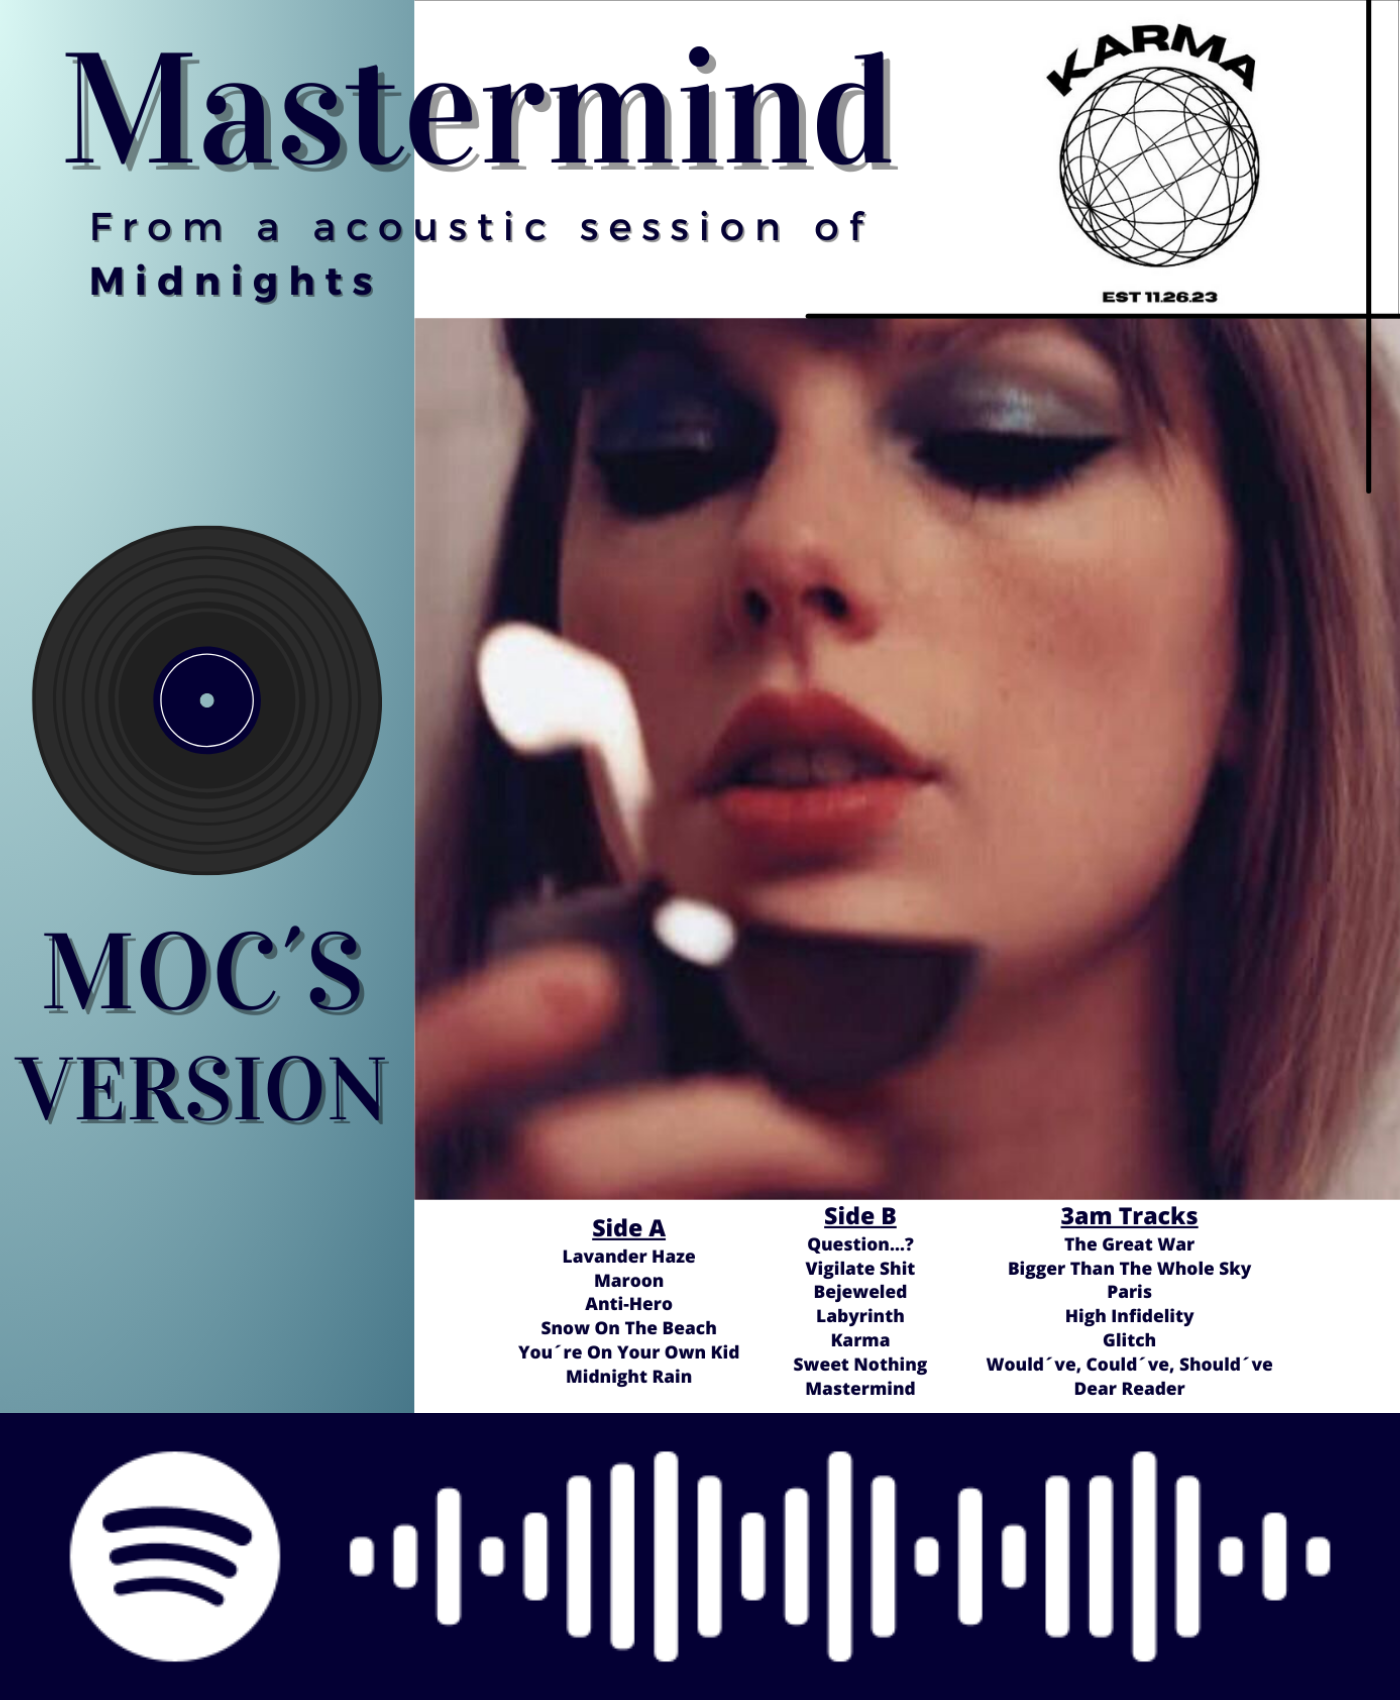 Mastermind
From a acoustic session of
Midnights
KARMA
EST 11.26.23
MOC´S
VERSION
Side A
Lavander Haze
Maroon
Anti-Hero
Snow On The Beach
You´re On Your Own Kid
Midnight Rain
Side B
Question...?
Vigilate Shit
Bejeweled
Labyrinth
Karma
Sweet Nothing
Mastermind
3am Tracks
The Great War
Bigger Than The Whole Sky
Paris
High Infidelity
Glitch
Would´ve, Could´ve, Should´ve
Dear Reader